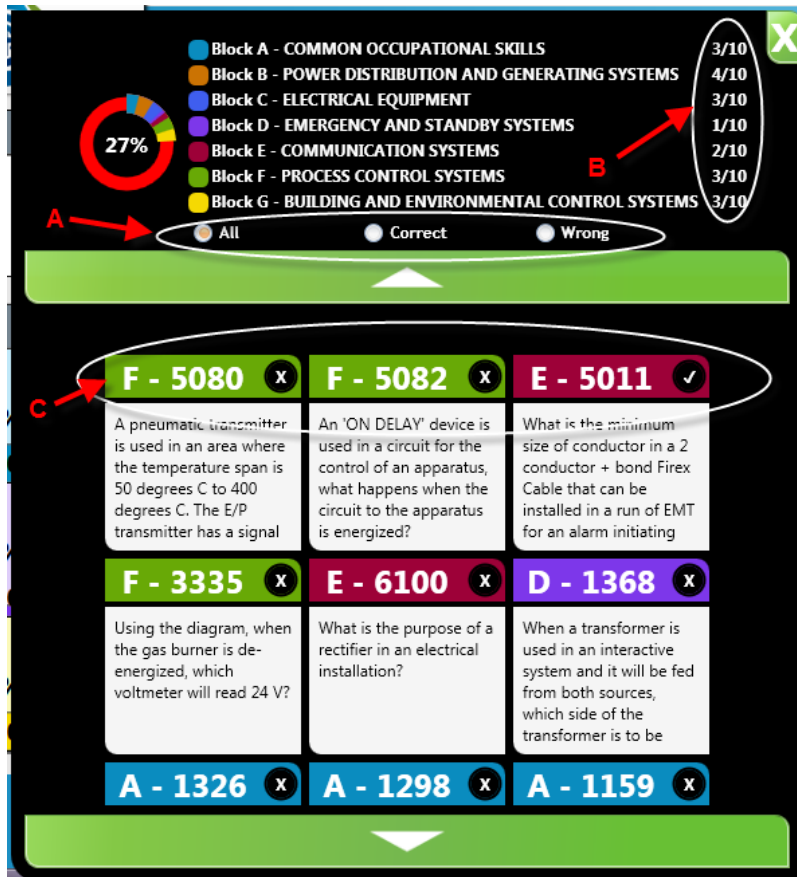 X
Block A - COMMON OCCUPATIONAL SKILLS 3/10
Block B - POWER DISTRIBUTION AND GENERATING SYSTEMS 4/10
Block C - ELECTRICAL EQUIPMENT 3/10
Block D - EMERGENCY AND STANDBY SYSTEMS 1/10
27%
Block E - COMMUNICATION SYSTEMS 2/10
B
Block F - PROCESS CONTROL SYSTEMS 3/10
Block G - BUILDING AND ENVIRONMENTAL CONTROL SYSTEMS 3/10
A
All Correct Wrong
F - 5080 X
F - 5082 X
E - 5011 ✓
C
A pneumatic transmitter
is used in an area where
the temperature span is
50 degrees C to 400
degrees C. The E/P
transmitter has a signal
An 'ON DELAY' device is
used in a circuit for the
control of an apparatus,
what happens when the
circuit to the apparatus
is energized?
What is the minimum
size of conductor in a 2
conductor + bond Firex
Cable that can be
installed in a run of EMT
for an alarm initiating
F - 3335 X
E - 6100 X
D - 1368 X
Using the diagram, when
the gas burner is de-
energized, which
voltmeter will read 24 V?
What is the purpose of a
rectifier in an electrical
installation?
When a transformer is
used in an interactive
system and it will be fed
from both sources,
which side of the
transformer is to be
A - 1326 X
A - 1298 X
A - 1159 X